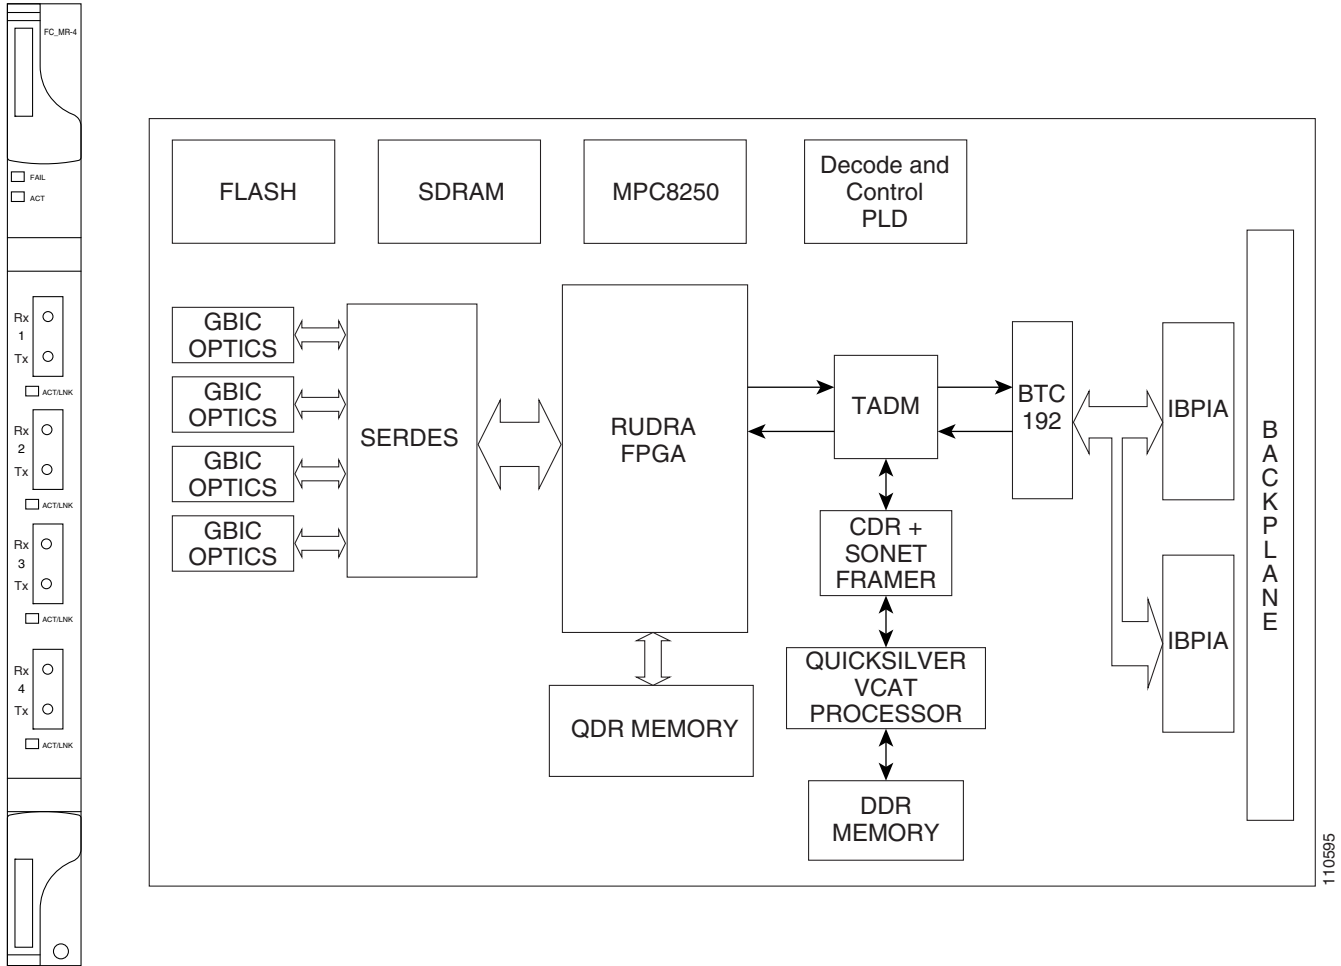 FC_MR-4
FAIL
ACT
Rx
1
Tx
ACT/LNK
Rx
2
Tx
ACT/LNK
Rx
3
Tx
ACT/LNK
Rx
4
Tx
ACT/LNK
FLASH
SDRAM
MPC8250
Decode and
Control
PLD
GBIC
OPTICS
GBIC
OPTICS
GBIC
OPTICS
GBIC
OPTICS
SERDES
RUDRA
FPGA
QDR MEMORY
TADM
CDR +
SONET
FRAMER
QUICKSILVER
VCAT
PROCESSOR
DDR
MEMORY
BTC
192
IBPIA
IBPIA
BACKPLANE
110595